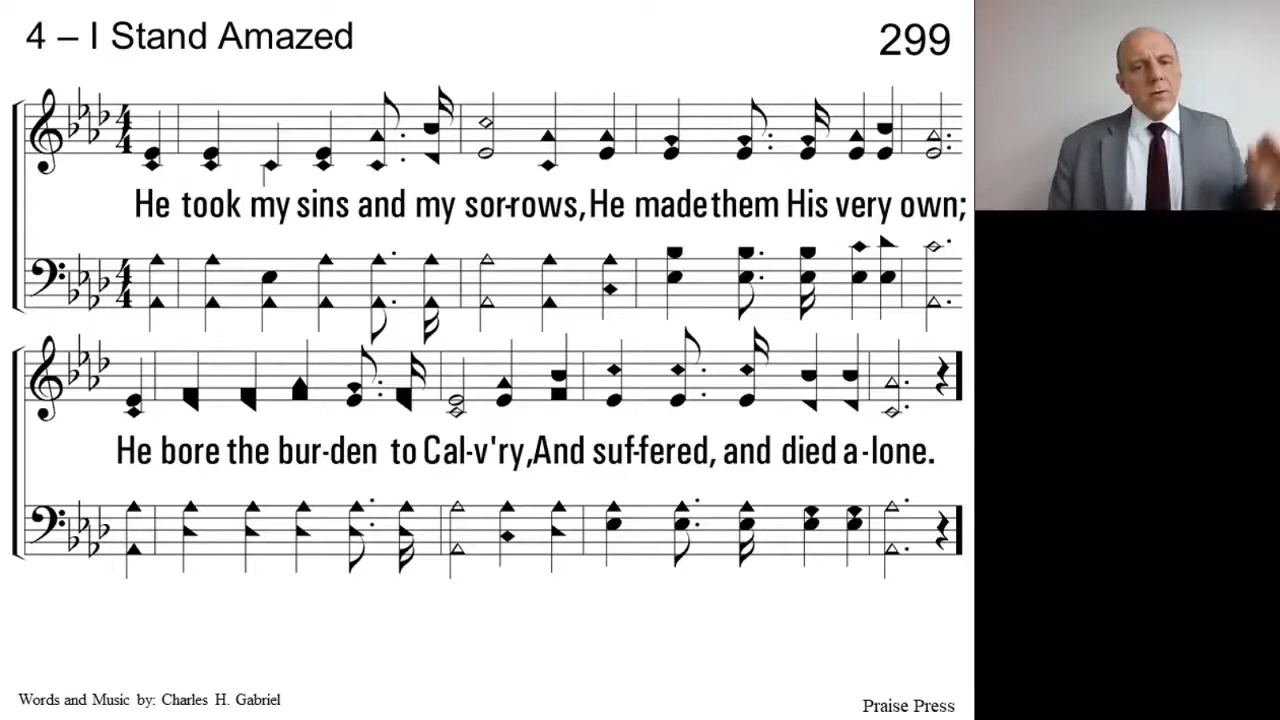 4 – I Stand Amazed
299
He took my sins and my sor-rows, He made them His very own;
He bore the bur-den to Cal-v'ry, And suf-fered, and died a-lone.
Words and Music by: Charles H. Gabriel
Praise Press